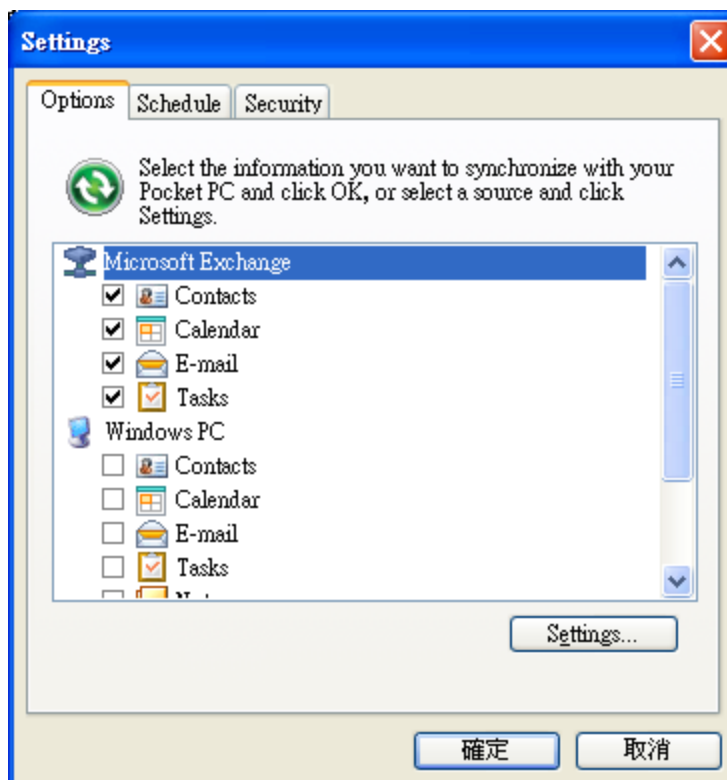 Settings
Options Schedule Security
Select the information you want to synchronize with your
Pocket PC and click OK, or select a source and click
Settings.
Microsoft Exchange
Contacts
Calendar
E-mail
Tasks
Windows PC
Contacts
Calendar
E-mail
Tasks
Settings...
確定 取消